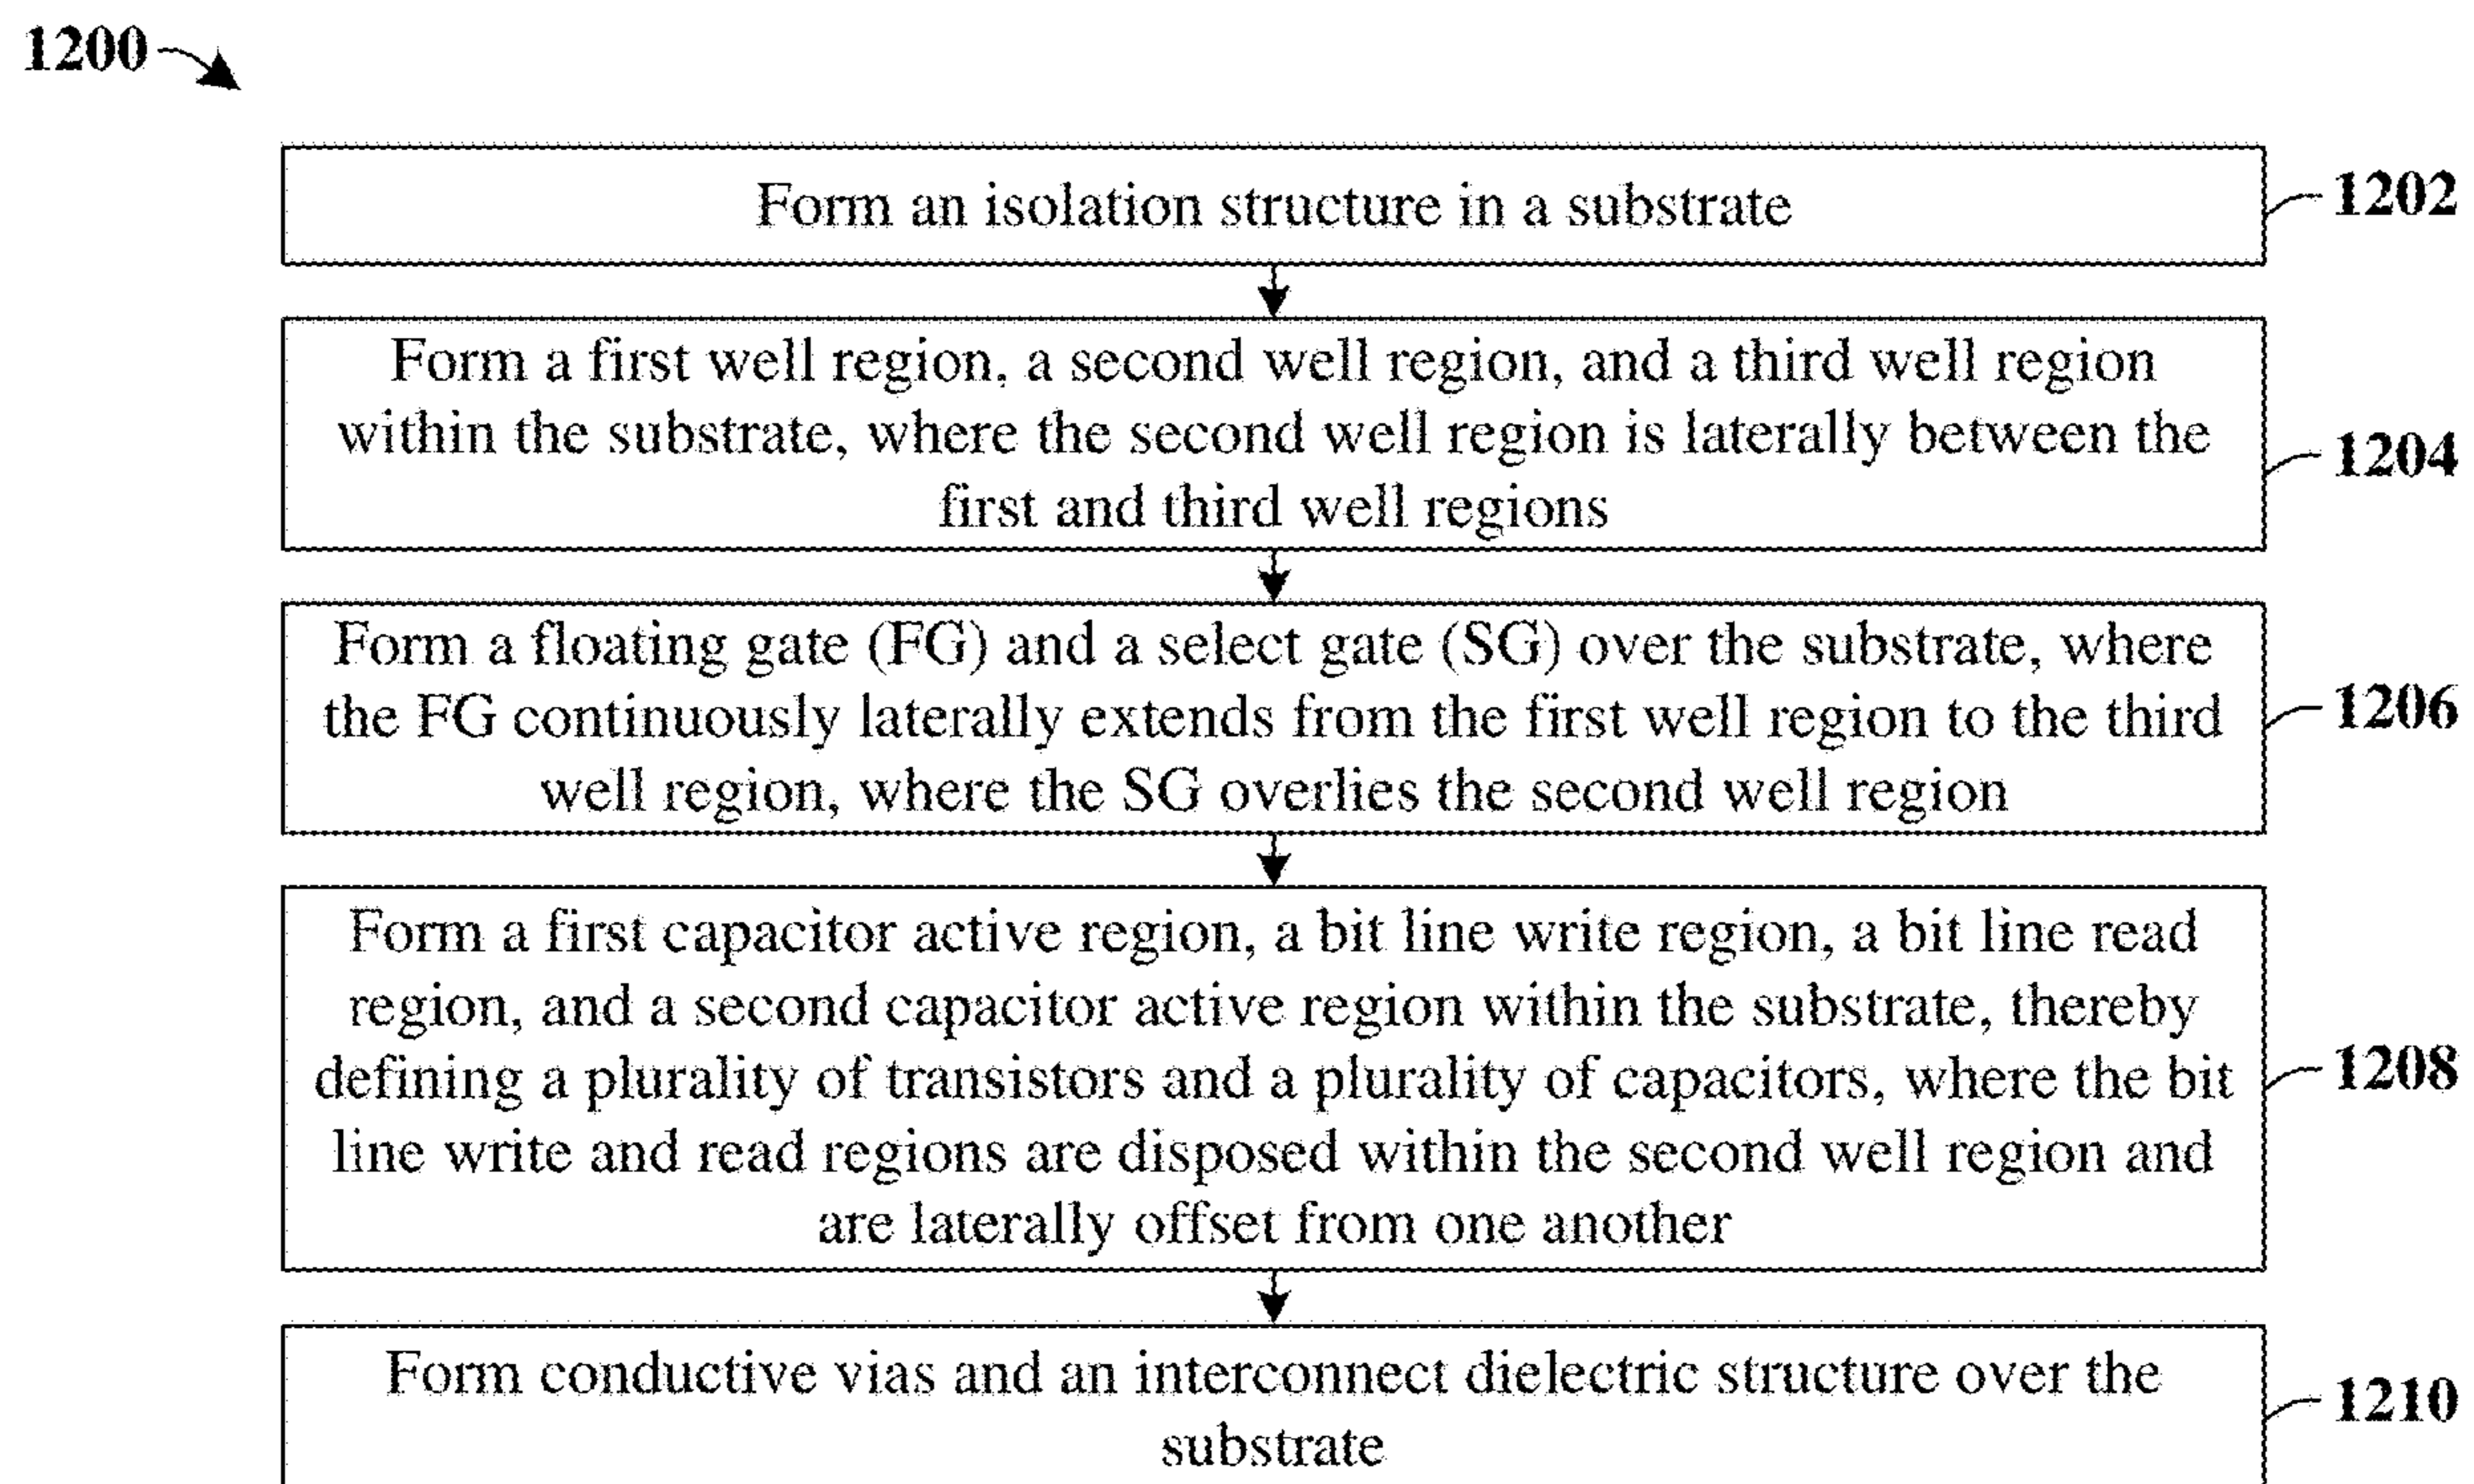 1200
Form an isolation structure in a substrate
1202
Form a first well region, a second well region, and a third well region
within the substrate, where the second well region is laterally between the
first and third well regions
1204
Form a floating gate (FG) and a select gate (SG) over the substrate, where
the FG continuously laterally extends from the first well region to the third
well region, where the SG overlies the second well region
1206
Form a first capacitor active region, a bit line write region, a bit line read
region, and a second capacitor active region within the substrate, thereby
defining a plurality of transistors and a plurality of capacitors, where the bit
line write and read regions are disposed within the second well region and
are laterally offset from one another
1208
Form conductive vias and an interconnect dielectric structure over the
substrate
1210